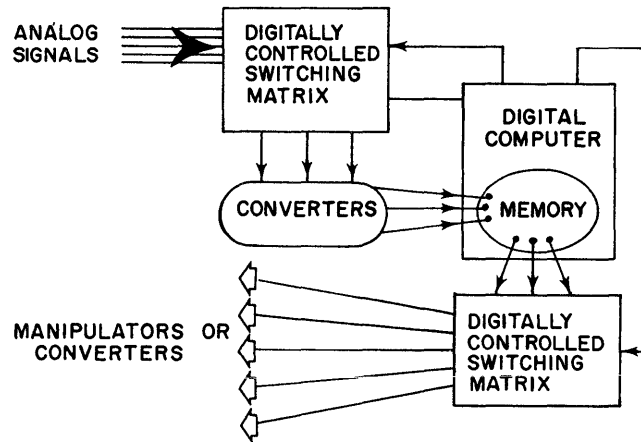 ANALOG
SIGNALS
DIGITALLY
CONTROLLED
SWITCHING
MATRIX
DIGITAL
COMPUTER
CONVERTERS
MEMORY
MANIPULATORS OR
CONVERTERS
DIGITALLY
CONTROLLED
SWITCHING
MATRIX